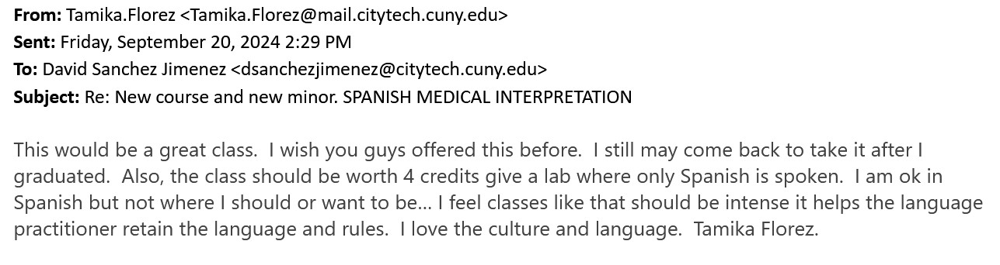 From: Tamika.Florez <Tamika.Florez@mail.citytech.cuny.edu>
Sent: Friday, September 20, 2024 2:29 PM
To: David Sanchez Jimenez <dsanchezjimenez@citytech.cuny.edu>
Subject: Re: New course and new minor. SPANISH MEDICAL INTERPRETATION
This would be a great class.  I wish you guys offered this before.  I still may come back to take it after I
graduated.  Also, the class should be worth 4 credits give a lab where only Spanish is spoken.  I am ok in
Spanish but not where I should or want to be... I feel classes like that should be intense it helps the language
practitioner retain the language and rules.  I love the culture and language.  Tamika Florez.